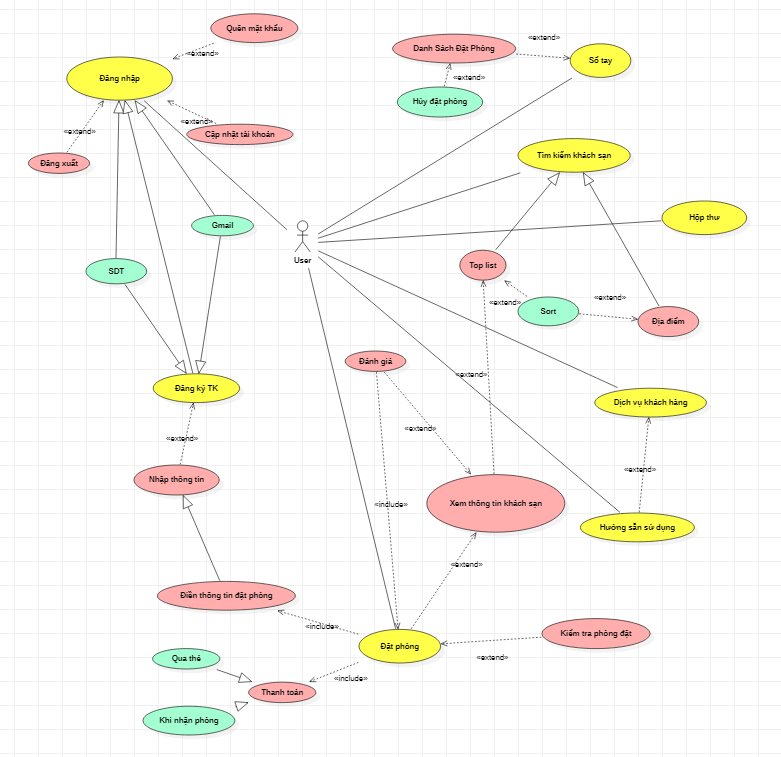 Quên mật khẩu
«extend»
Đăng nhập
«extend»
Cập nhật tài khoản
«extend»
Đăng xuất
Danh Sách Đặt Phòng
«extend»
Sổ tay
«extend»
Hủy đặt phòng
Tìm kiếm khách sạn
Hộp thư
Gmail
User
SDT
Top list
«extend»
Sort
«extend»
Địa điểm
Đánh giá
«extend»
Đăng ký TK
Dịch vụ khách hàng
«extend»
«extend»
«extend»
Nhập thông tin
«include»
Xem thông tin khách sạn
Hướng sẫn sử dụng
«extend»
Điền thông tin đặt phòng
«include»
Đặt phòng
Kiểm tra phòng đặt
«extend»
Qua thẻ
«include»
Thanh toán
Khi nhận phòng